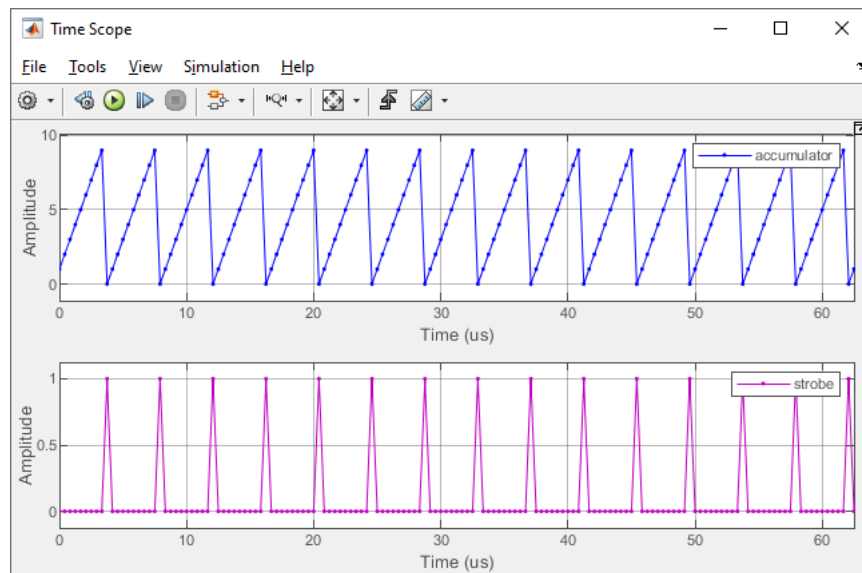 Time Scope
File Tools View Simulation Help
10
5
0
Amplitude
accumulator
0 10 20 30 40 50 60
Time (us)
1
0.5
0
Amplitude
strobe
0 10 20 30 40 50 60
Time (us)